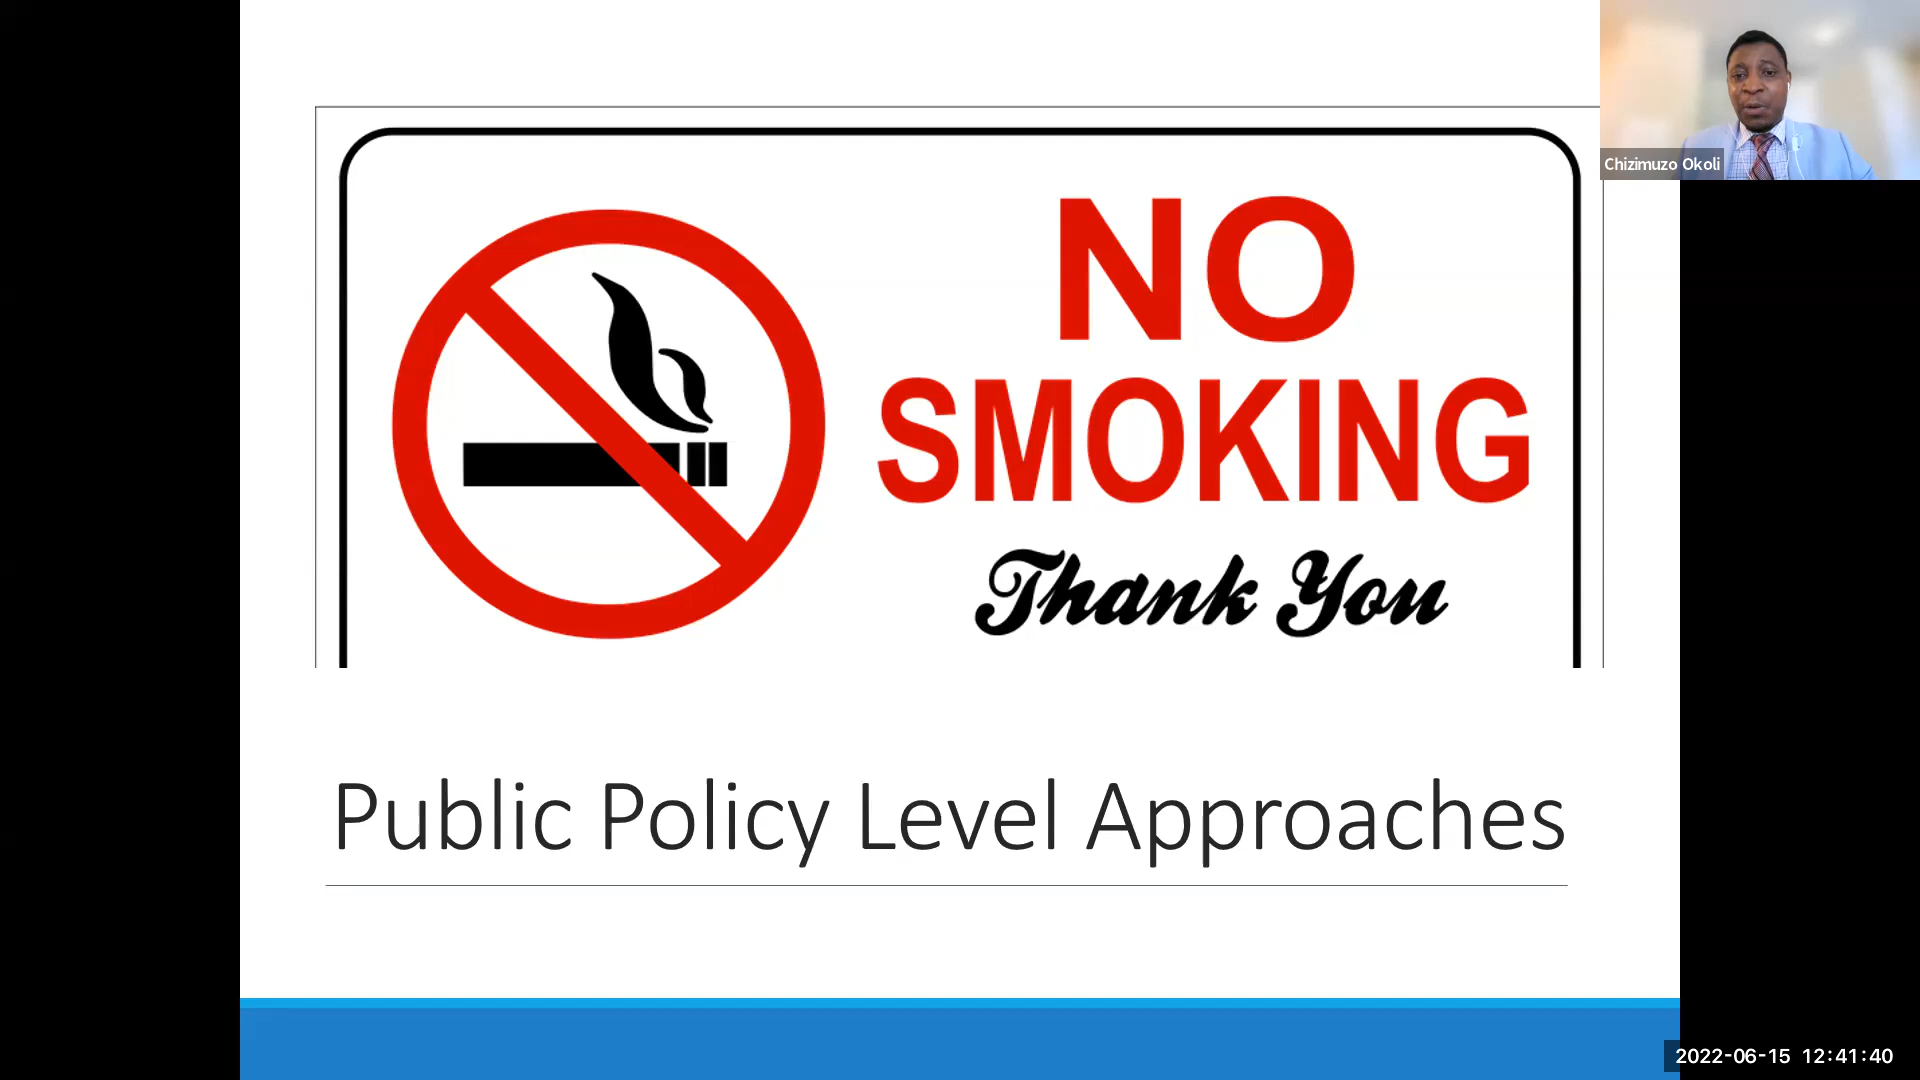 NO
SMOKING
Thank You
Chizimuzo Okoli
Public Policy Level Approaches
2022-06-15 12:41:40